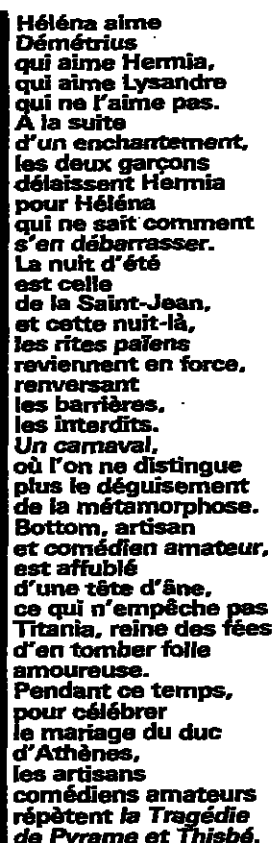 Héléna aime
Démétrius
qui aime Hermia,
qui aime Lysandre
qui ne l'aime pas.
A la suite
d'un enchantement,
les deux garçons
délaissent Hermia
pour Héléna
qui ne sait comment
s'en débarrasser.
La nuit d'été
est celle
de la Saint-Jean,
et cette nuit-là,
les rites païens
reviennent en force,
renversant
les barrières,
les interdits.
Un carnaval,
où l'on ne distingue
plus le déguisement
de la métamorphose.
Bottom, artisan
et comédien amateur,
est affublé
d'une tête d'âne,
ce qui n'empêche pas
Titania, reine des fées
d'en tomber folle
amoureuse.
Pendant ce temps,
pour célébrer
le mariage du duc
d'Athènes,
les artisans
comédiens amateurs
répètent la Tragédie
de Pyrame et Thisbé.